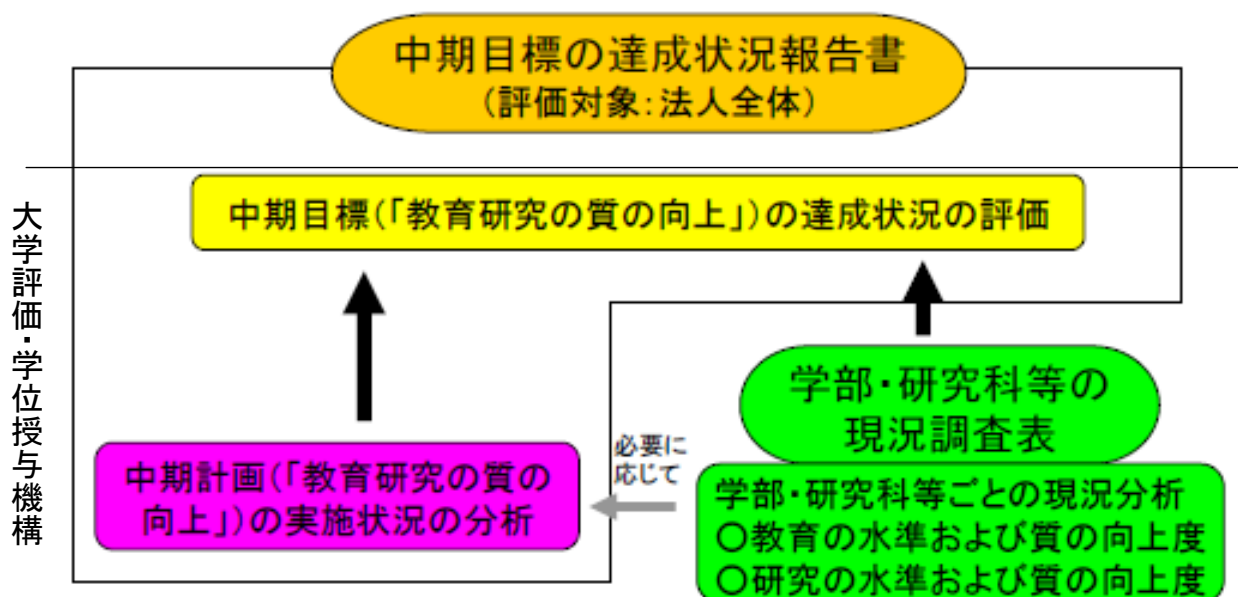 中期目標の達成状況報告書
(評価対象:法人全体)
中期目標(「教育研究の質の向上」)の達成状況の評価
大学評価・学位授与機構
学部・研究科等の
現況調査表
必要に
応じて
中期計画(「教育研究の質の
向上」)の実施状況の分析
学部・研究科等ごとの現況分析
○教育の水準および質の向上度
○研究の水準および質の向上度